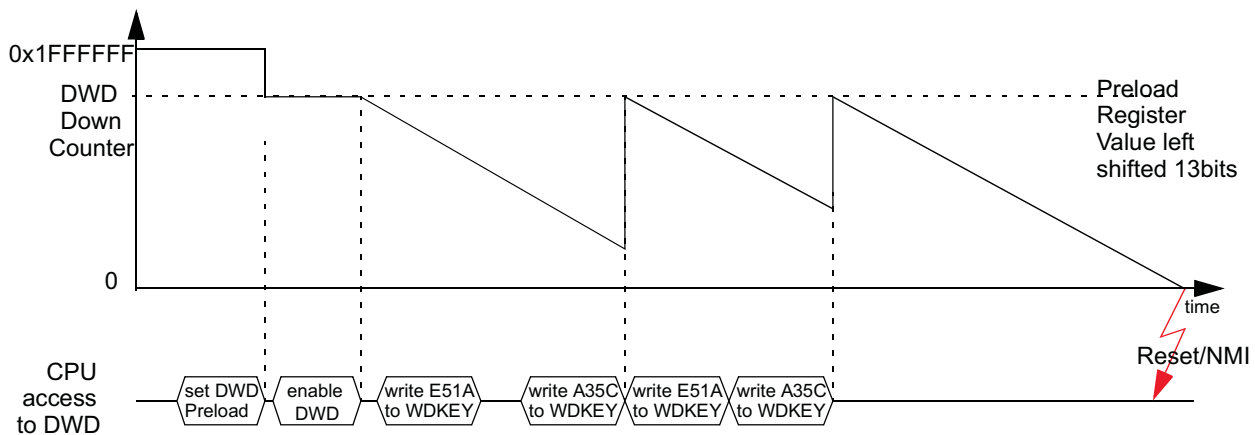 0x1FFFFFF
DWD
Down
Counter
Preload
Register
Value left
shifted 13bits
0
time
Reset/NMI
CPU
access
to DWD
set DWD
Preload
enable
DWD
write E51A
to WDKEY
write A35C
to WDKEY
write E51A
to WDKEY
write A35C
to WDKEY